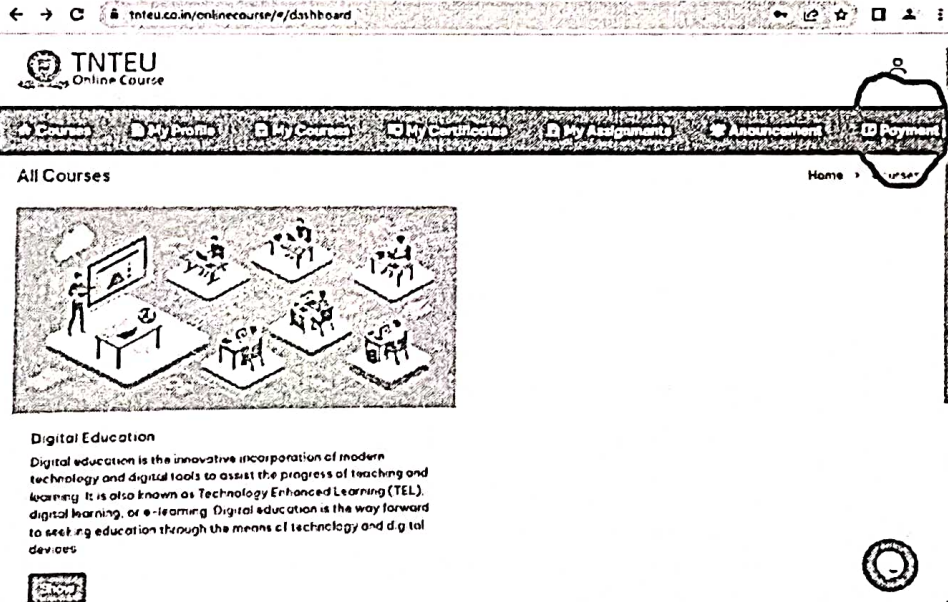 tnteu.co.in/onlinecourse/#/dashboard
TNTEU
Online Course
Courses My Profile My Courses My Certificates My Assignments Anouncement Payment
All Courses
Home >
Digital Education
Digital education is the innovative incorporation of modern
technology and digital tools to assist the progress of teaching and
learning. It is also known as Technology Enhanced Learning (TEL),
digital learning, or e-learning. Digital education is the way forward
to seeking education through the means of technology and digital
devices
Show